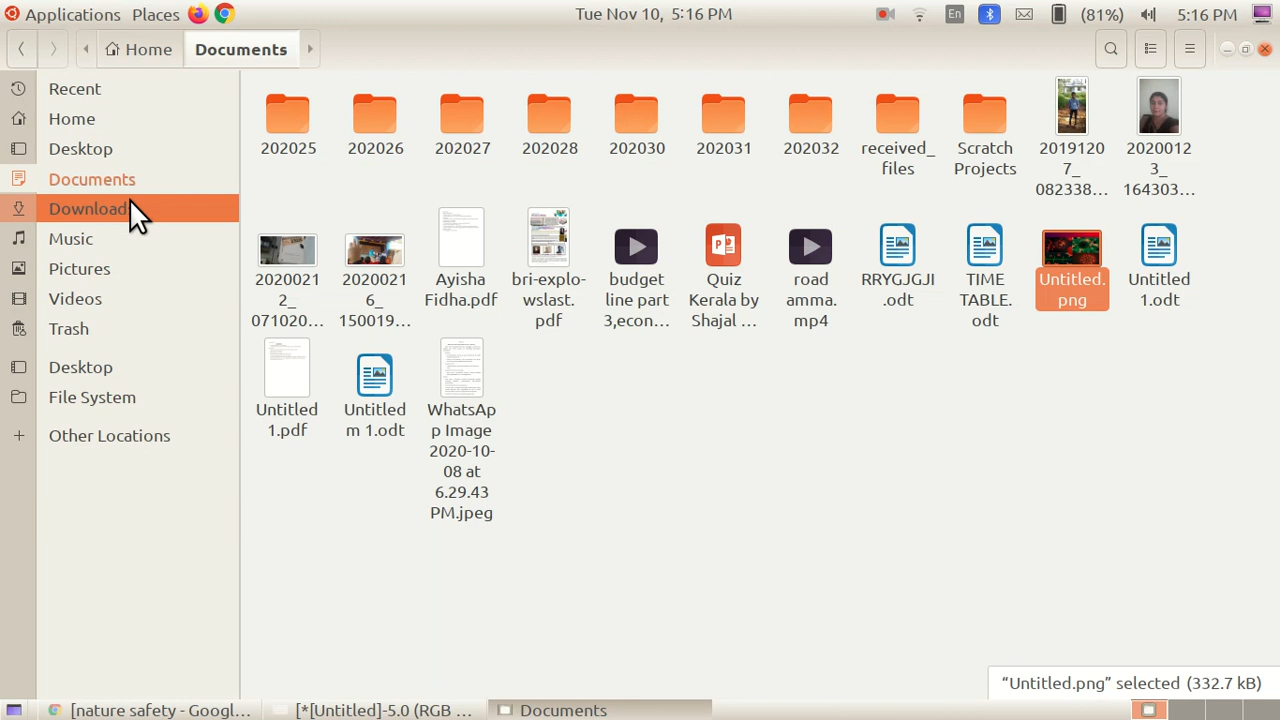 Applications Places Tue Nov 10, 5:16 PM En (81%) 5:16 PM
Home Documents
Recent
Home
Desktop
Documents
Download
Music
Pictures
Videos
Trash
Desktop
File System
Other Locations
202025
202026
202027
202028
202030
202031
202032
received_
files
Scratch
Projects
2019120
7_
082338...
2020012
3_
164303...
2020021
2_
071020...
2020021
6_
150019...
Ayisha
Fidha.pdf
bri-explo-
wslast.
pdf
budget
line part
3,econ...
Quiz
Kerala by
Shajal ...
road
amma.
mp4
RRYGJGJI
.odt
TIME
TABLE.
odt
Untitled.
png
Untitled
1.odt
Untitled
1.pdf
Untitled
m 1.odt
WhatsAp
p Image
2020-10-
08 at
6.29.43
PM.jpeg
“Untitled.png” selected (332.7 kB)
[nature safety - Googl... [*[Untitled]-5.0 (RGB ... Documents